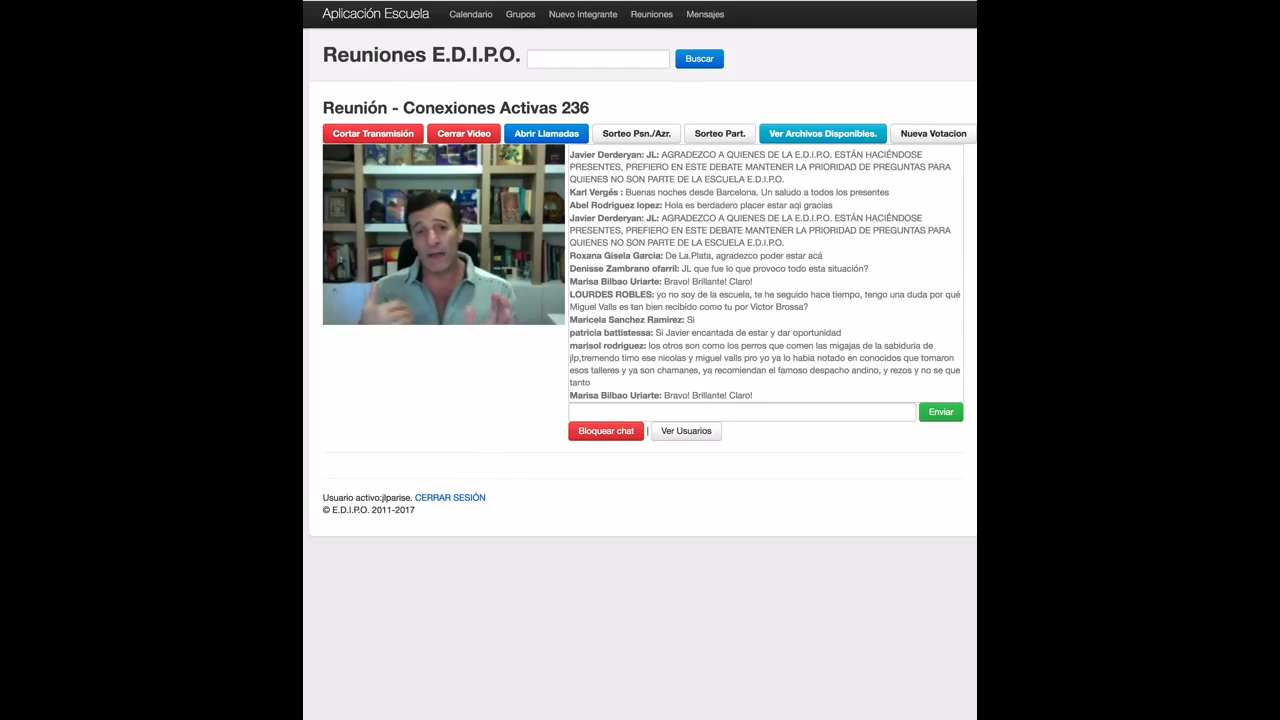 Aplicación Escuela Calendario Grupos Nuevo Integrante Reuniones Mensajes
Reuniones E.D.I.P.O. Buscar
Reunión - Conexiones Activas 236
Cortar Transmisión Cerrar Video Abrir Llamadas Sorteo Psn./Azr. Sorteo Part. Ver Archivos Disponibles. Nueva Votacion
Javier Derderyan: JL: AGRADEZCO A QUIENES DE LA E.D.I.P.O. ESTÁN HACIÉNDOSE
PRESENTES, PREFIERO EN ESTE DEBATE MANTENER LA PRIORIDAD DE PREGUNTAS PARA
QUIENES NO SON PARTE DE LA ESCUELA E.D.I.P.O.
Karl Vergés : Buenas noches desde Barcelona. Un saludo a todos los presentes
Abel Rodriguez lopez: Hola es berdadero placer estar aqi gracias
Javier Derderyan: JL: AGRADEZCO A QUIENES DE LA E.D.I.P.O. ESTÁN HACIÉNDOSE
PRESENTES, PREFIERO EN ESTE DEBATE MANTENER LA PRIORIDAD DE PREGUNTAS PARA
QUIENES NO SON PARTE DE LA ESCUELA E.D.I.P.O.
Roxana Gisela Garcia: De La.Plata, agradezco poder estar acá
Denisse Zambrano ofarril: JL que fue lo que provoco todo esta situación?
Marisa Bilbao Uriarte: Bravo! Brillante! Claro!
LOURDES ROBLES: yo no soy de la escuela, te he seguido hace tiempo, tengo una duda por qué
Miguel Valls es tan bien recibido como tu por Victor Brossa?
Maricela Sanchez Ramirez: Si
patricia battistessa: Si Javier encantada de estar y dar oportunidad
marisol rodriguez: los otros son como los perros que comen las migajas de la sabiduria de
jlp,tremendo timo ese nicolas y miguel valls pro yo ya lo habia notado en conocidos que tomaron
esos talleres y ya son chamanes, ya recomiendan el famoso despacho andino, y rezos y no se que
tanto
Marisa Bilbao Uriarte: Bravo! Brillante! Claro!
Enviar
Bloquear chat | Ver Usuarios
Usuario activo:jlparise. CERRAR SESIÓN
© E.D.I.P.O. 2011-2017